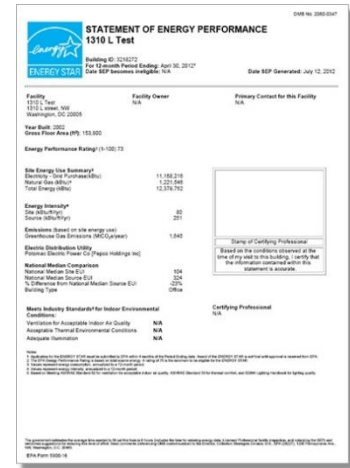 OMB No. 2060-0347
STATEMENT OF ENERGY PERFORMANCE
1310 L Test
Building ID: 3216272
For 12-month Period Ending: April 30, 2012¹
Date SEP becomes ineligible: N/A
Date SEP Generated: July 12, 2012
energy
ENERGY STAR
Facility
1310 L Test
1310 L street, NW
Washington, DC 20005
Facility Owner
N/A
Primary Contact for this Facility
N/A
Year Built: 2002
Gross Floor Area (ft²): 153,600
Energy Performance Rating² (1-100) 73
Site Energy Use Summary³
Electricity - Grid Purchase(kBtu) 11,158,216
Natural Gas (kBtu)⁴ 1,221,546
Total Energy (kBtu) 12,379,762
Energy Intensity⁴
Site (kBtu/ft²/yr)
Source (kBtu/ft²/yr) 251
Emissions (based on site energy use)
Greenhouse Gas Emissions (MtCO₂e/year) 1,646
Electric Distribution Utility
Potomac Electric Power Co [Pepco Holdings Inc]
National Median Comparison
National Median Site EUI 104
National Median Source EUI 324
% Difference from National Median Source EUI -23%
Building Type Office
Stamp of Certifying Professional
Based on the conditions observed at the
time of my visit to this building, I certify that
the information contained within this
statement is accurate.
Meets Industry Standards⁵ for Indoor Environmental
Conditions:
Ventilation for Acceptable Indoor Air Quality N/A
Acceptable Thermal Environmental Conditions N/A
Adequate Illumination N/A
Certifying Professional
N/A
Notes:
EPA Form 5900-16